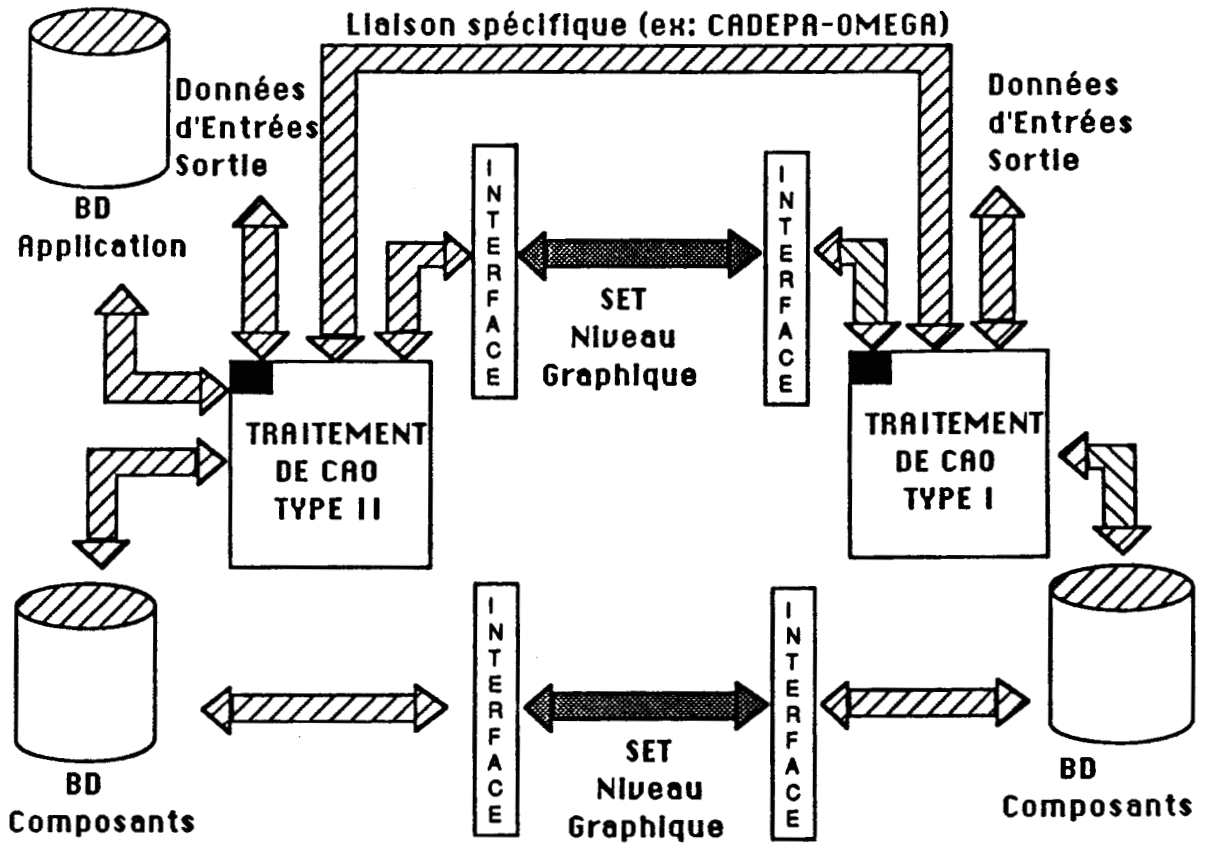 Liaison spécifique (ex: CADEPA-OMEGA)
Données
d'Entrées
Sortie
Données
d'Entrées
Sortie
BD
Application
INTERFACE
INTERFACE
SET
Niveau
Graphique
TRAITEMENT
DE CAO
TYPE II
TRAITEMENT
DE CAO
TYPE I
INTERFACE
INTERFACE
SET
Niveau
Graphique
BD
Composants
BD
Composants